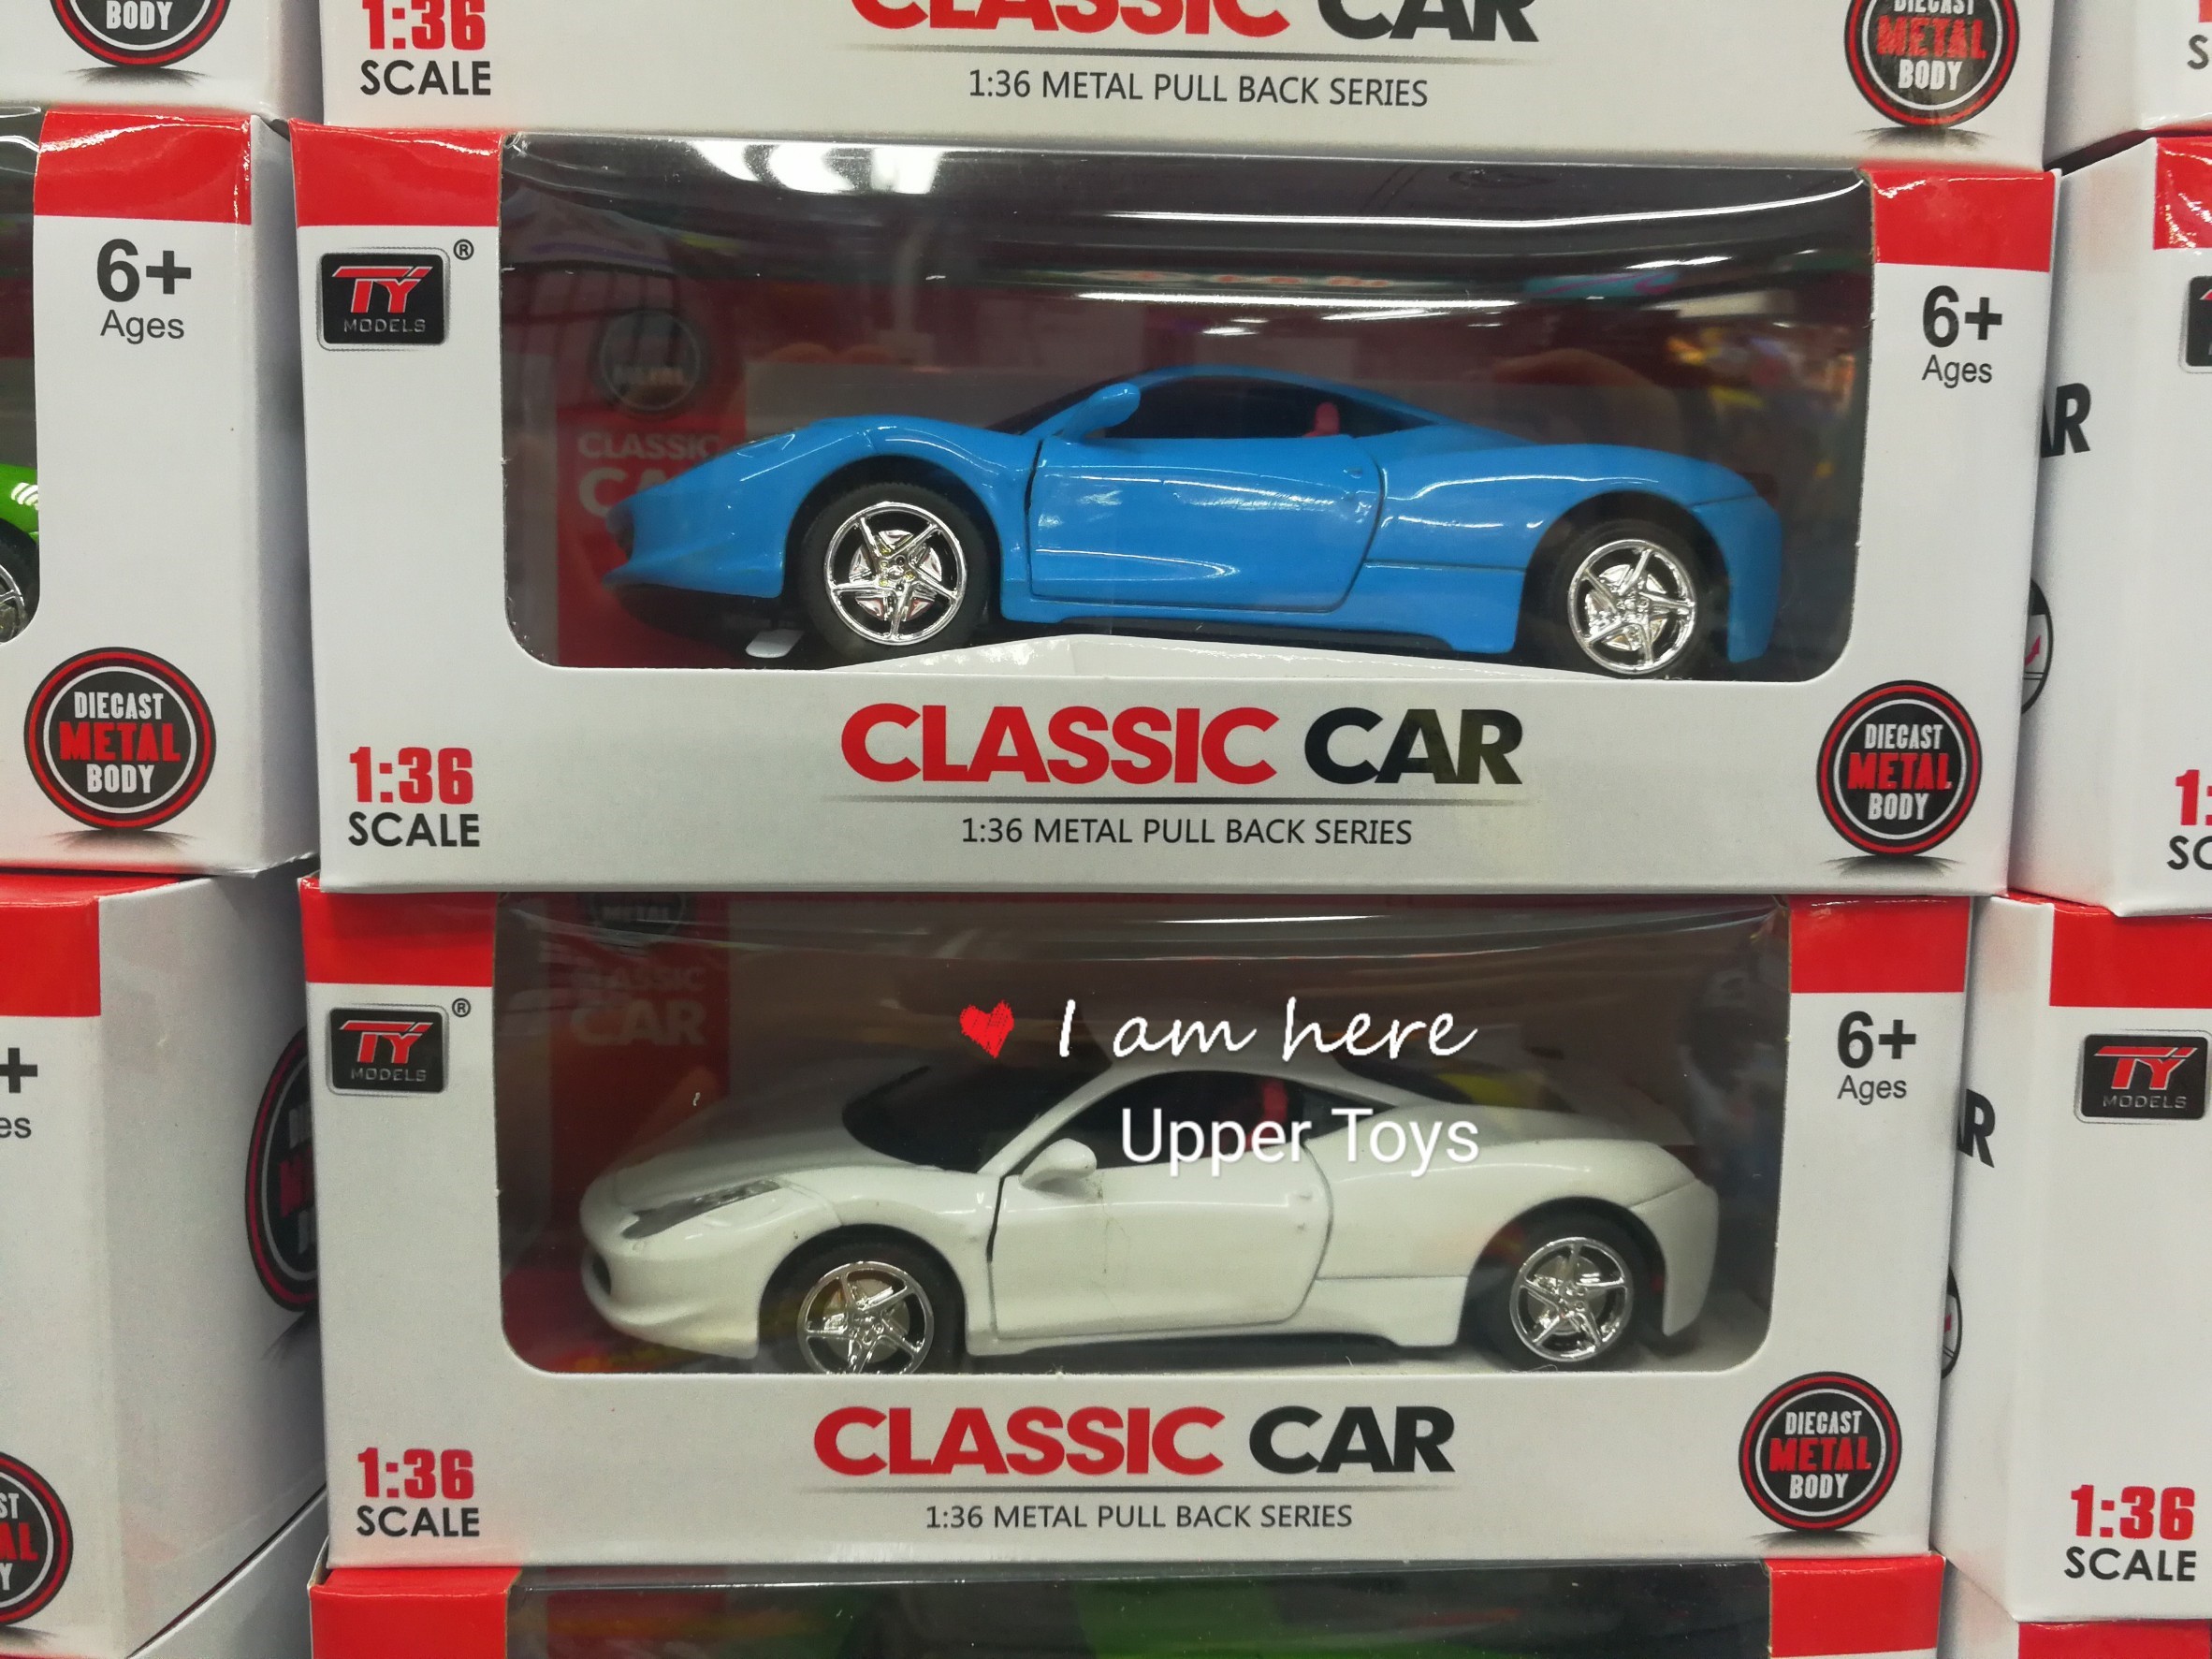 BODY
1:36
SCALE
CLASSIC CAR
1:36 METAL PULL BACK SERIES
DIECAST
METAL
BODY
6+
Ages
DIECAST
METAL
BODY
TY
MODELS
®
6+
Ages
METAL
CLASSIC
1:36
SCALE
CLASSIC CAR
1:36 METAL PULL BACK SERIES
DIECAST
METAL
BODY
TY
MODELS
®
METAL
CLASSIC
CAR
I am here
Upper Toys
6+
Ages
1:36
SCALE
CLASSIC CAR
1:36 METAL PULL BACK SERIES
DIECAST
METAL
BODY
TY
MODELS
1:36
SCALE